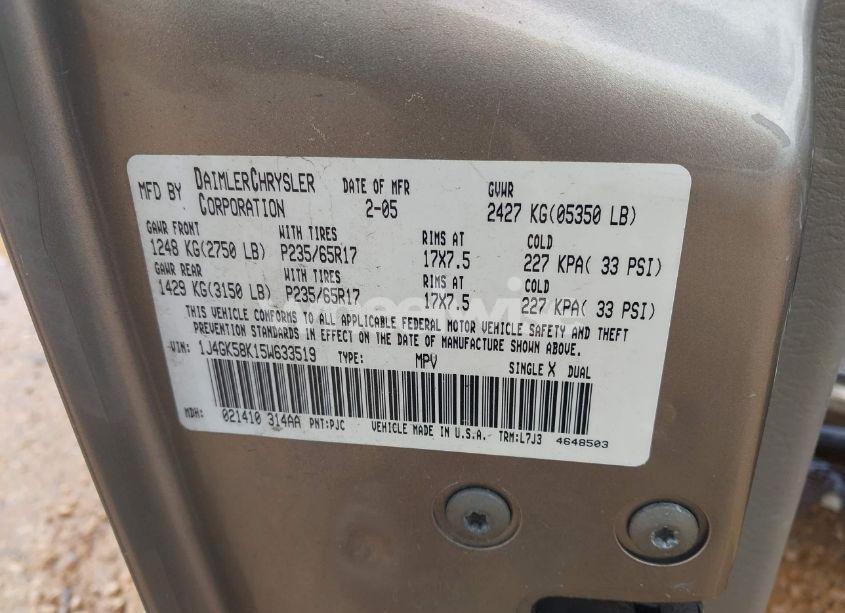 MFD BY DAIMLERCHRYSLER CORPORATION DATE OF MFR 2-05 GVWR 2427 KG(05350 LB)
GAWR FRONT WITH TIRES RIMS AT COLD
1248 KG(2750 LB) P235/65R17 17X7.5 227 KPA( 33 PSI)
GAWR REAR WITH TIRES RIMS AT COLD
1429 KG(3150 LB) P235/65R17 17X7.5 227 KPA( 33 PSI)
THIS VEHICLE CONFORMS TO ALL APPLICABLE FEDERAL MOTOR VEHICLE SAFETY AND THEFT
PREVENTION STANDARDS IN EFFECT ON THE DATE OF MANUFACTURE SHOWN ABOVE.
VIN: 1J4GK58K15W633519 TYPE: MPV SINGLE X DUAL
MDH: 021410 314AA PNT:PJC VEHICLE MADE IN U.S.A. TRM:L7J3 4648503